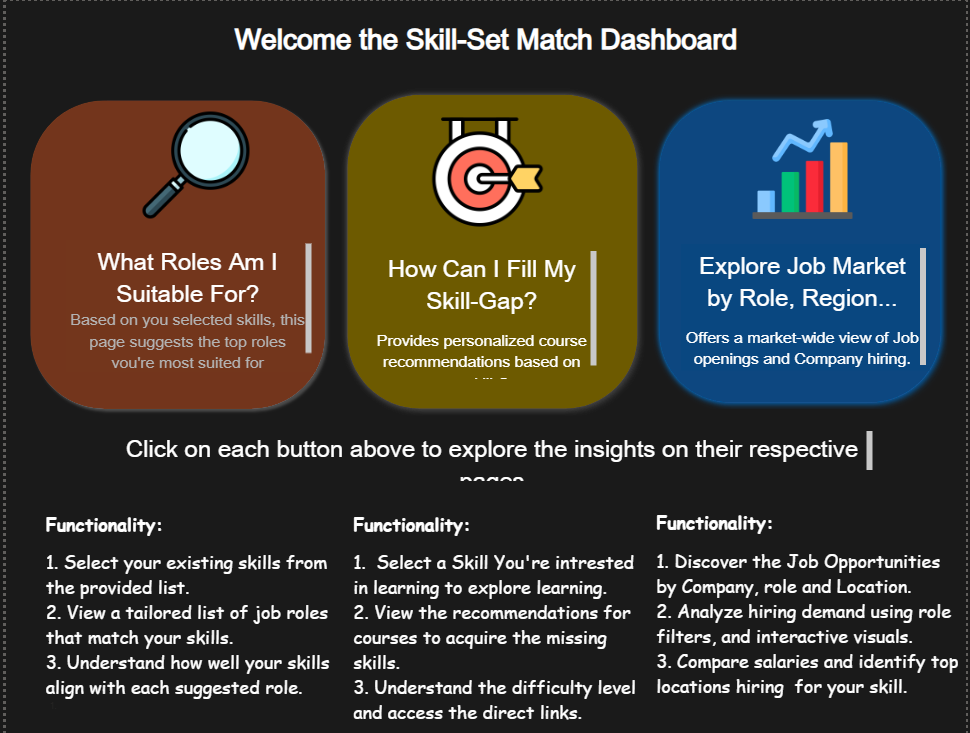 Welcome the Skill-Set Match Dashboard
What Roles Am I
Suitable For?
Based on you selected skills, this
page suggests the top roles
you're most suited for
How Can I Fill My
Skill-Gap?
Provides personalized course
recommendations based on
Explore Job Market
by Role, Region...
Offers a market-wide view of Job
openings and Company hiring.
Click on each button above to explore the insights on their respective
pages
Functionality:
1. Select your existing skills from
the provided list.
2. View a tailored list of job roles
that match your skills.
3. Understand how well your skills
align with each suggested role.
Functionality:
1.  Select a Skill You're intrested
in learning to explore learning.
2. View the recommendations for
courses to acquire the missing
skills.
3. Understand the difficulty level
and access the direct links.
Functionality:
1. Discover the Job Opportunities
by Company, role and Location.
2. Analyze hiring demand using role
filters, and interactive visuals.
3. Compare salaries and identify top
locations hiring  for your skill.